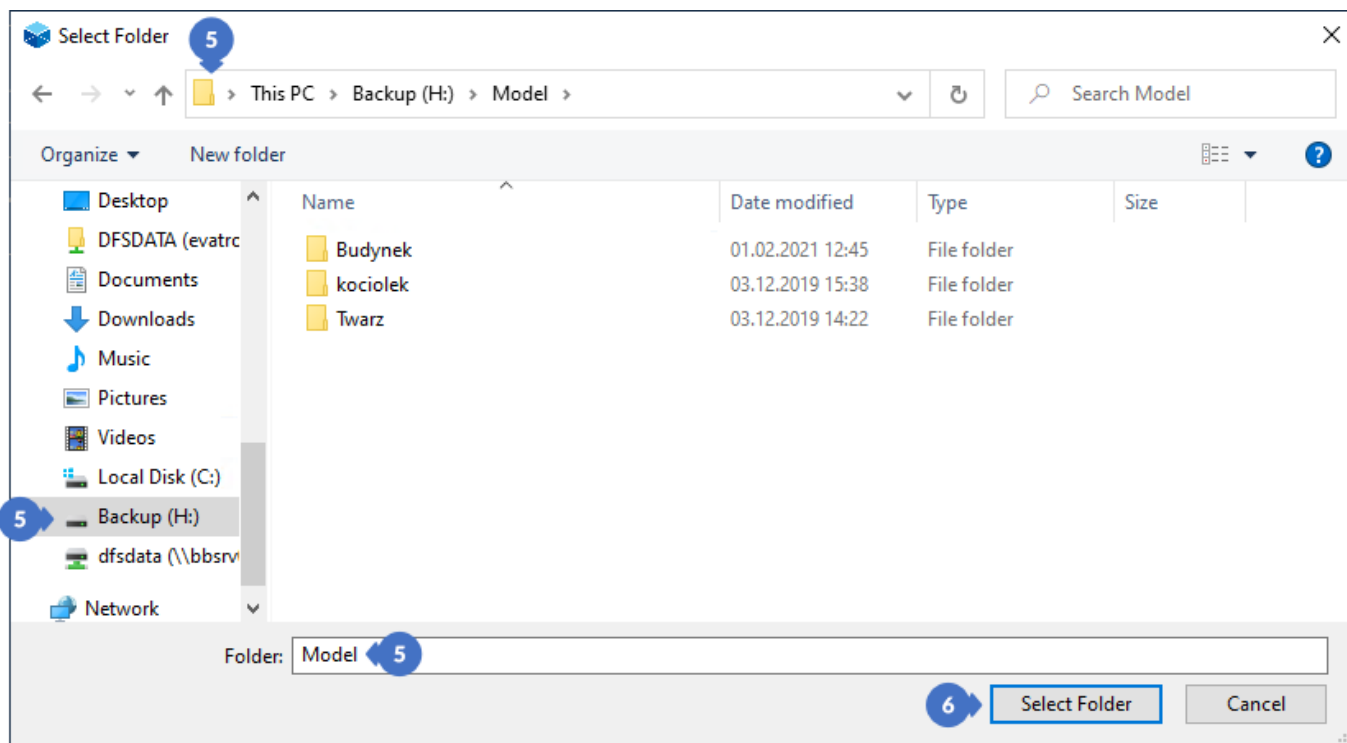 Select Folder
5
This PC > Backup (H:) > Model >
Search Model
Organize
New folder
?
Name Date modified Type Size
Desktop
DFSDATA (evatrc
Documents
Downloads
Music
Pictures
Videos
Local Disk (C:)
5 Backup (H:)
dfsdata (\\bbsrv
Network
Budynek 01.02.2021 12:45 File folder
kociolek 03.12.2019 15:38 File folder
Twarz 03.12.2019 14:22 File folder
Folder: Model 5
6 Select Folder Cancel